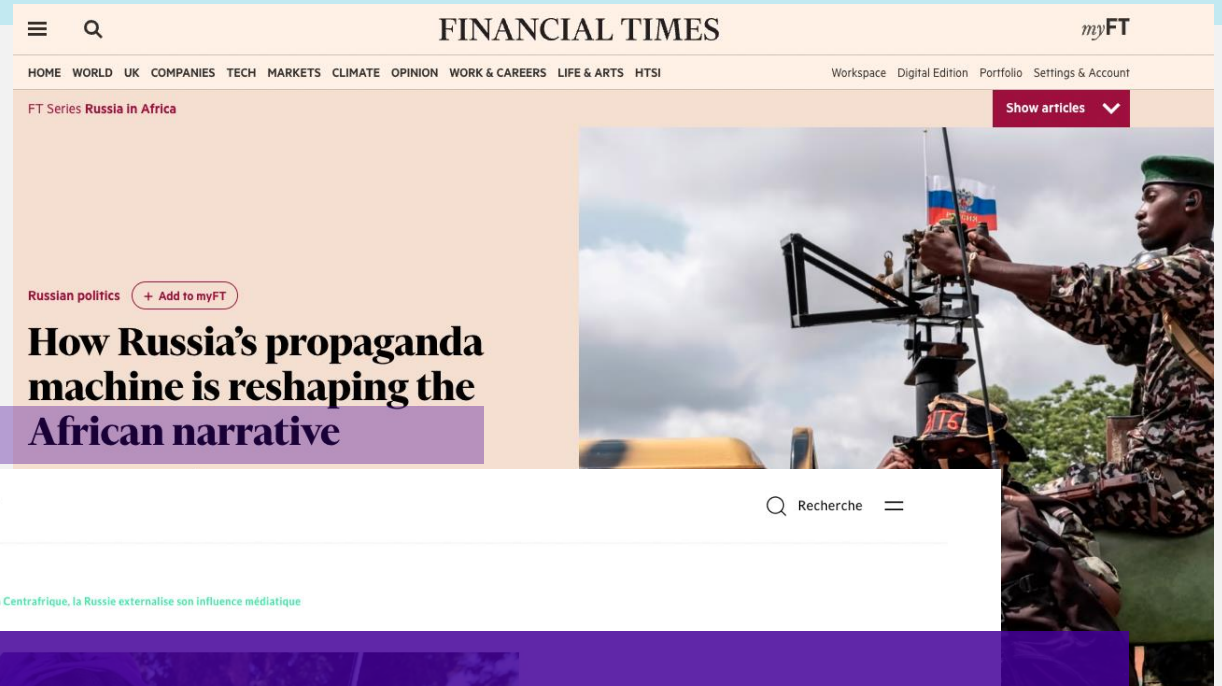 FINANCIAL TIMES
myFT
HOME WORLD UK COMPANIES TECH MARKETS CLIMATE OPINION WORK & CAREERS LIFE & ARTS HTSI
Workspace Digital Edition Portfolio Settings & Account
FT Series Russia in Africa
Show articles
Russian politics + Add to myFT
How Russia's propaganda
machine is reshaping the
African narrative
116
Recherche
Centrafrique, la Russie externalise son influence médiatique